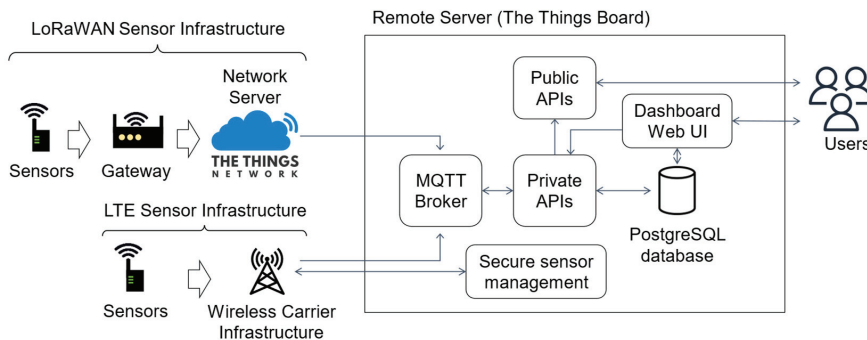 LoRaWAN Sensor Infrastructure
Remote Server (The Things Board)
Network
Server
THE THINGS
NETWORK
Sensors
Gateway
Public
APIs
Dashboard
Web UI
Users
MQTT
Broker
Private
APIs
PostgreSQL
database
LTE Sensor Infrastructure
Secure sensor
management
Sensors
Wireless Carrier
Infrastructure